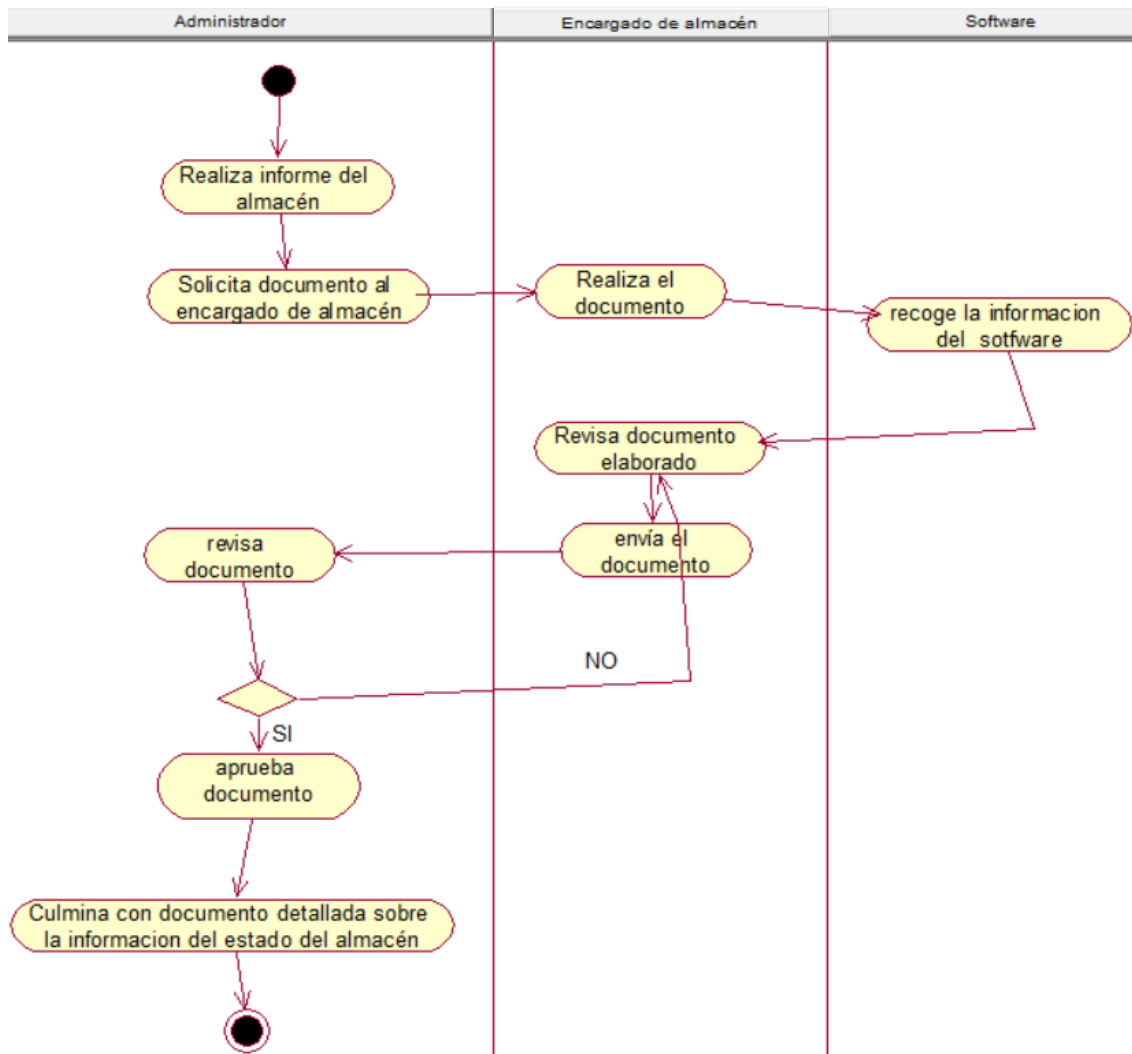 Administrador
Encargado de almacén
Software
Realiza informe del
almacén
Solicita documento al
encargado de almacén
Realiza el
documento
recoge la informacion
del sotfware
Revisa documento
elaborado
envía el
documento
revisa
documento
NO
SI
aprueba
documento
Culmina con documento detallada sobre
la informacion del estado del almacén